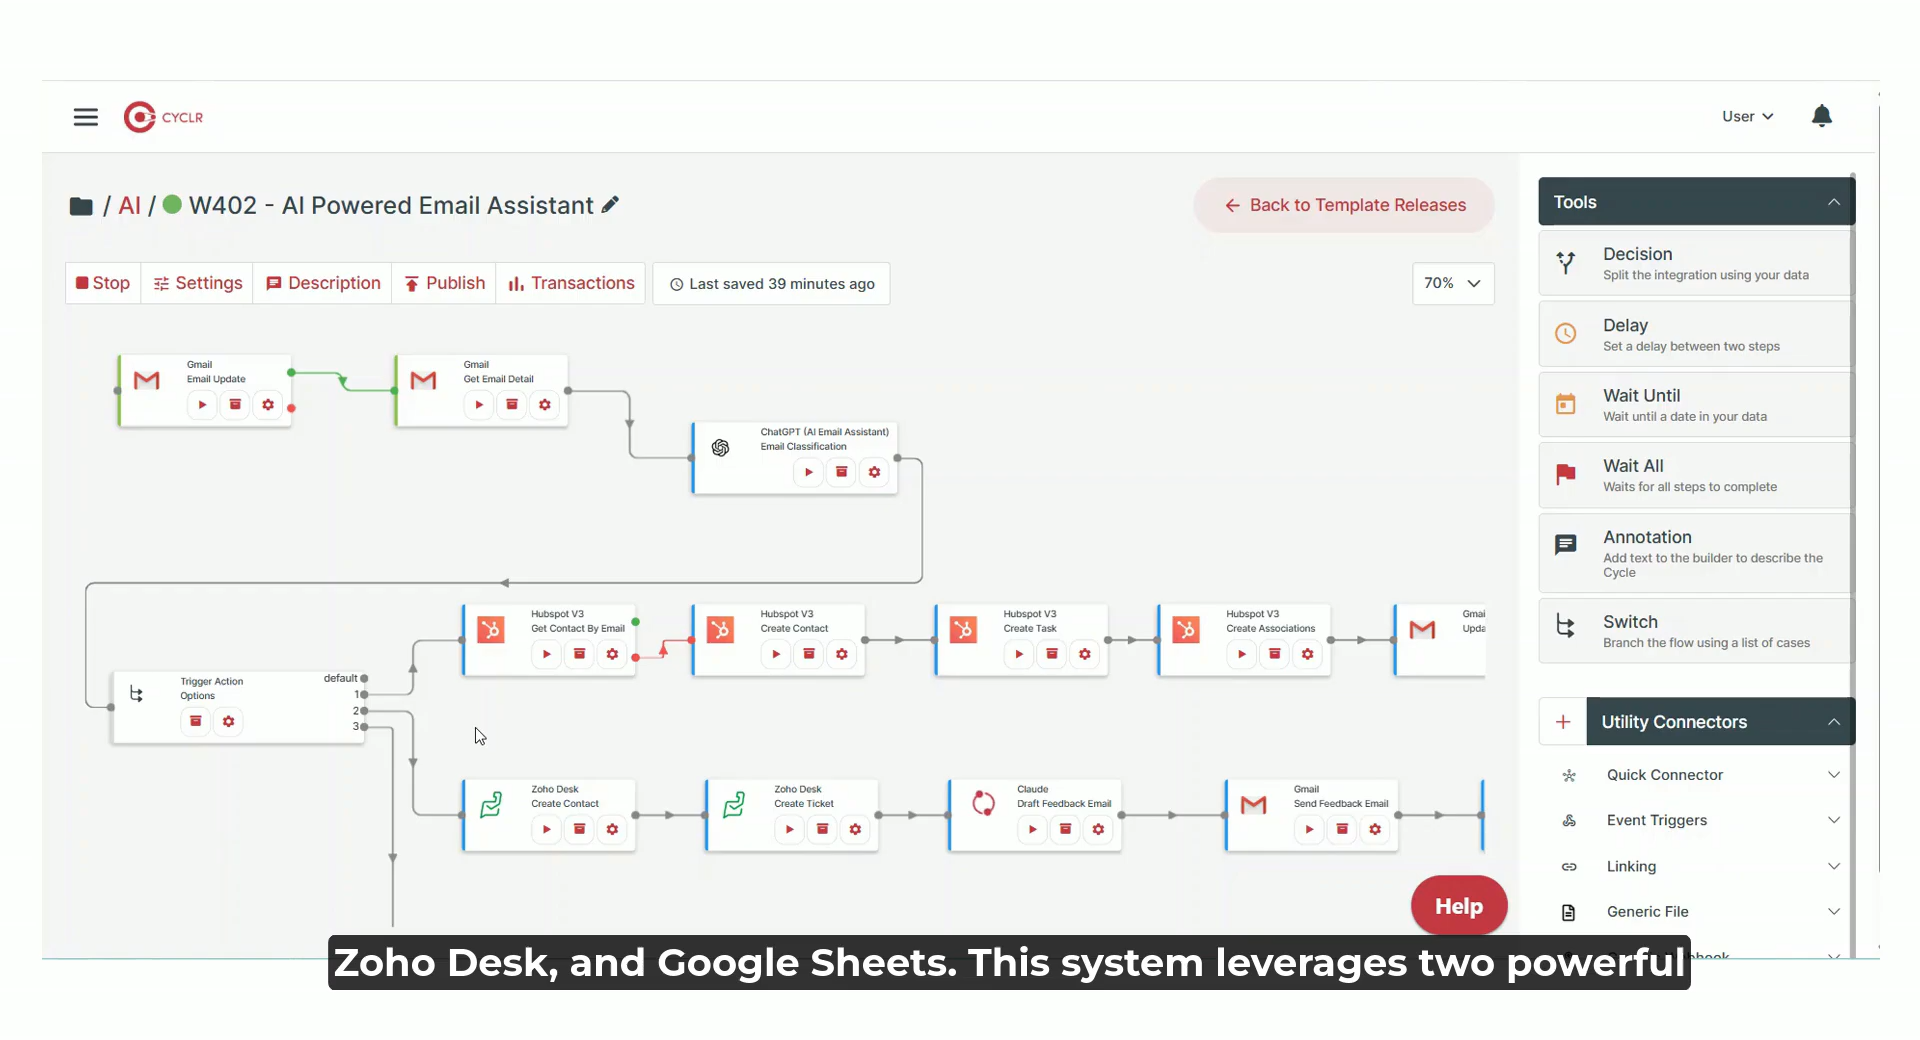 CYCLR
User
/ AI / W402 - AI Powered Email Assistant
Back to Template Releases
Stop
Settings
Description
Publish
Transactions
Last saved 39 minutes ago
70%
Gmail
Email Update
Gmail
Get Email Detail
ChatGPT (AI Email Assistant)
Email Classification
Hubspot V3
Get Contact By Email
Hubspot V3
Create Contact
Hubspot V3
Create Task
Hubspot V3
Create Associations
Gmai
Upda
Trigger Action
Options
default
1
2
3
Zoho Desk
Create Contact
Zoho Desk
Create Ticket
Claude
Draft Feedback Email
Gmail
Send Feedback Email
Tools
Decision
Split the integration using your data
Delay
Set a delay between two steps
Wait Until
Wait until a date in your data
Wait All
Waits for all steps to complete
Annotation
Add text to the builder to describe the
Cycle
Switch
Branch the flow using a list of cases
+
Utility Connectors
Quick Connector
Event Triggers
Linking
Generic File
Help
Zoho Desk, and Google Sheets. This system leverages two powerful